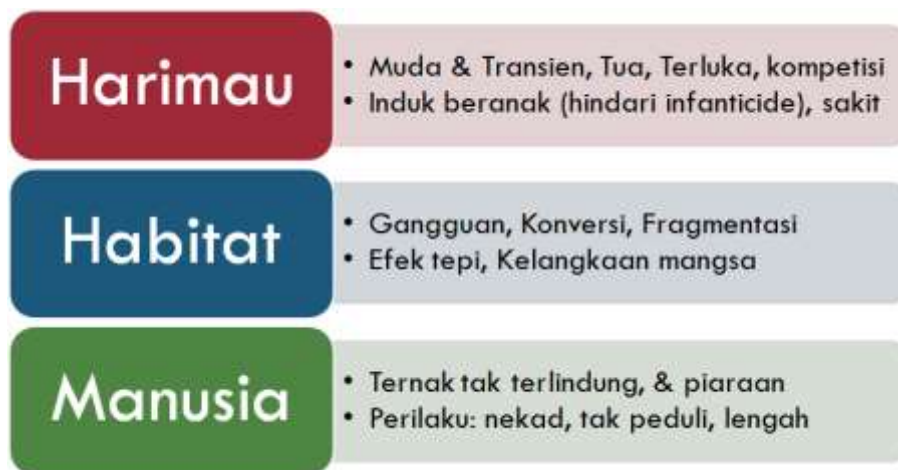 Harimau
• Muda & Transien, Tua, Terluka, kompetisi
• Induk beranak (hindari infanticide), sakit
Habitat
• Gangguan, Konversi, Fragmentasi
• Efek tepi, Kelangkaan mangsa
Manusia
• Ternak tak terlindung, & piaraan
• Perilaku: nekad, tak peduli, lengah